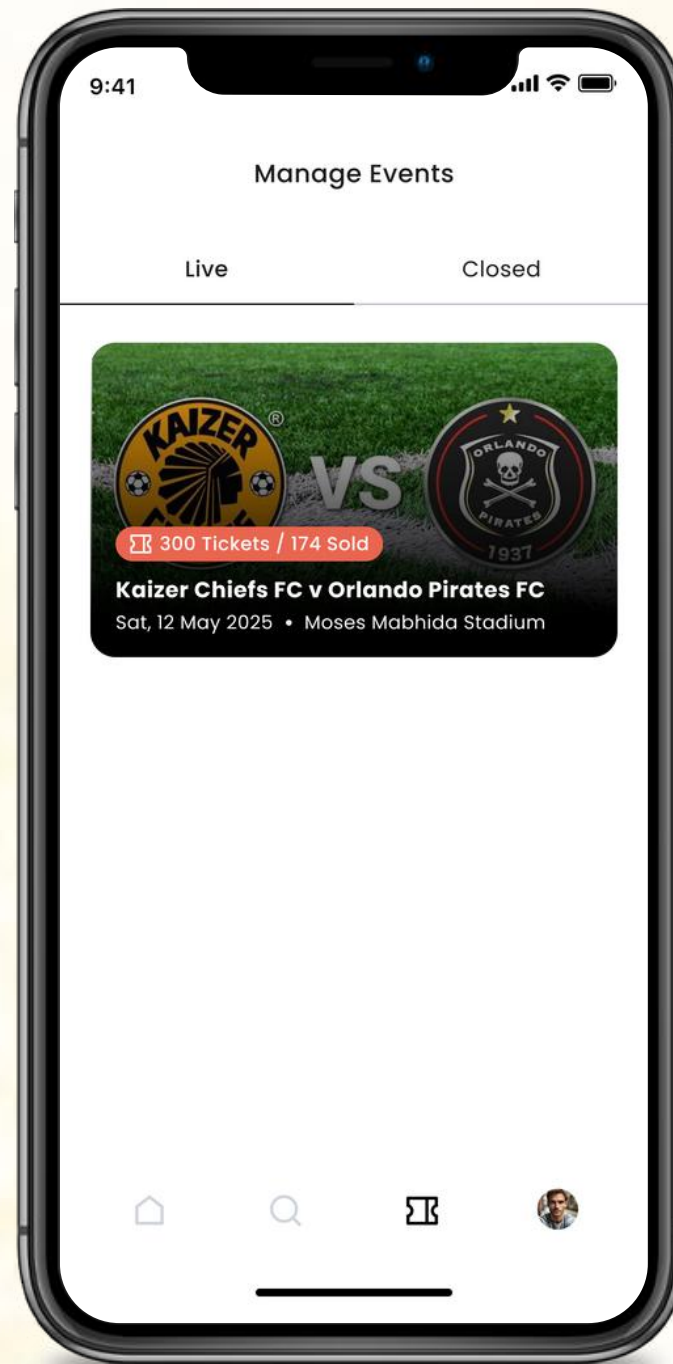 9:41
Manage Events
Live
Closed
KAIZER
®
VS
ORLANDO
PIRATES
1937
300 Tickets / 174 Sold
Kaizer Chiefs FC v Orlando Pirates FC
Sat, 12 May 2025 • Moses Mabhida Stadium